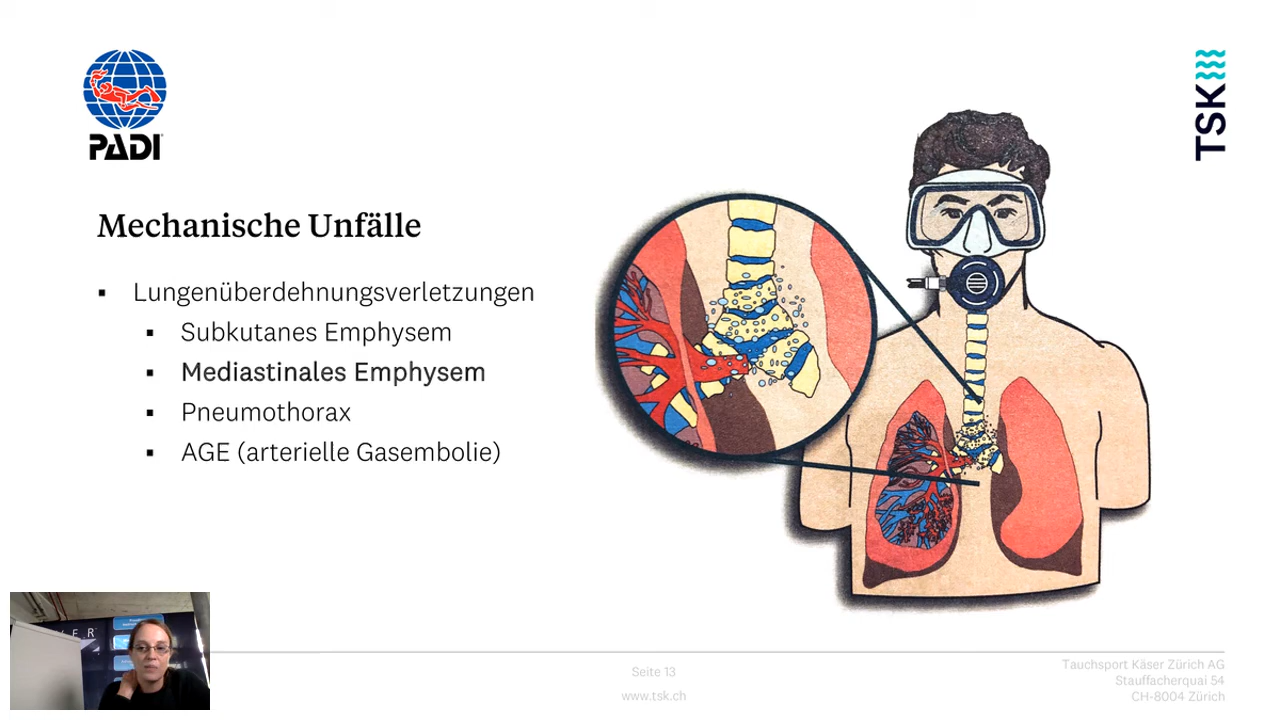 PADI
TSK
Mechanische Unfälle
▪ Lungenüberdehnungsverletzungen
▪ Subkutanes Emphysem
▪ Mediastinales Emphysem
▪ Pneumothorax
▪ AGE (arterielle Gasembolie)
Seite 13
www.tsk.ch
Tauchsport Käser Zürich AG
Stauffacherquai 54
CH-8004 Zürich